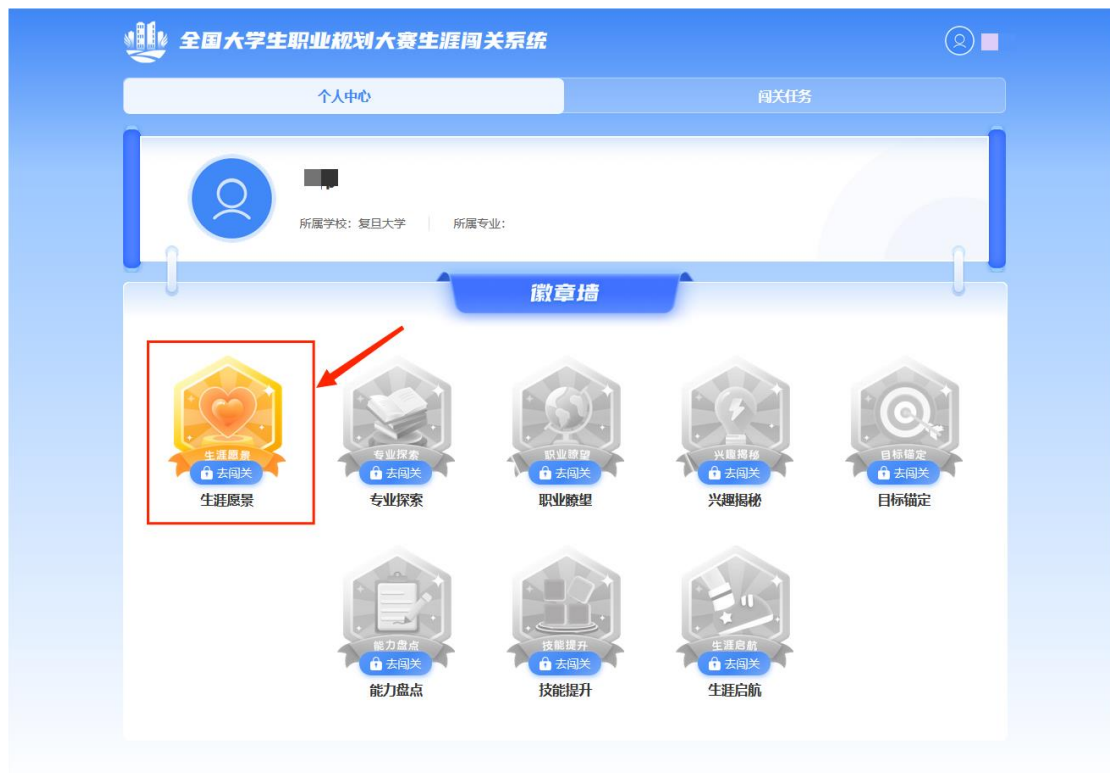 全国大学生职业规划大赛生涯闯关系统
个人中心
闯关任务
所属学校：复旦大学 所属专业：
徽章墙
生涯愿景
去闯关
生涯愿景
专业探索
去闯关
专业探索
职业瞭望
去闯关
职业瞭望
兴趣揭秘
去闯关
兴趣揭秘
目标锚定
去闯关
目标锚定
能力盘点
去闯关
能力盘点
技能提升
去闯关
技能提升
生涯启航
去闯关
生涯启航